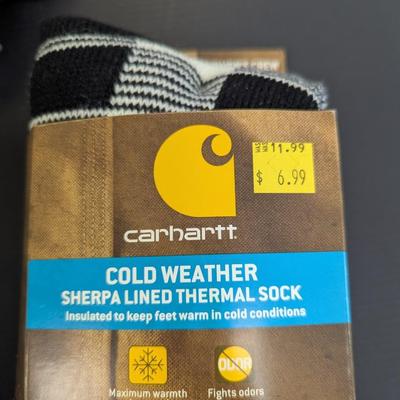 11.99
$ 6.99
carhartt
COLD WEATHER
SHERPA LINED THERMAL SOCK
Insulated to keep feet warm in cold conditions
ODOR
Maximum warmth
Fights odors